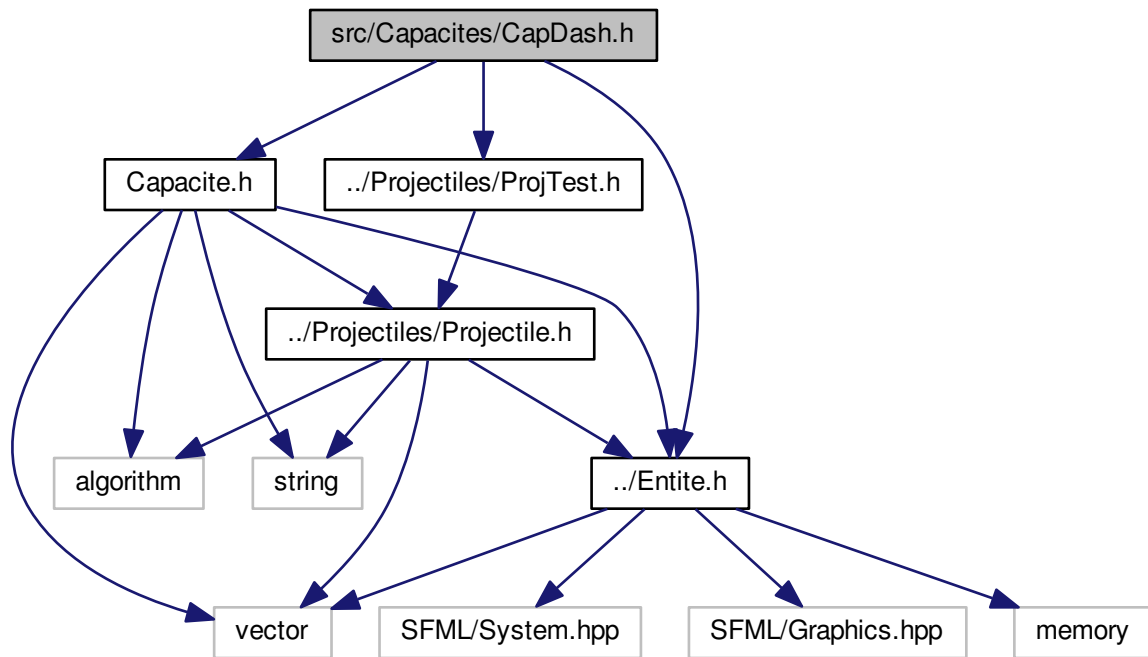 src/Capacites/CapDash.h
Capacite.h
../Projectiles/ProjTest.h
../Projectiles/Projectile.h
algorithm
string
../Entite.h
vector
SFML/System.hpp
SFML/Graphics.hpp
memory